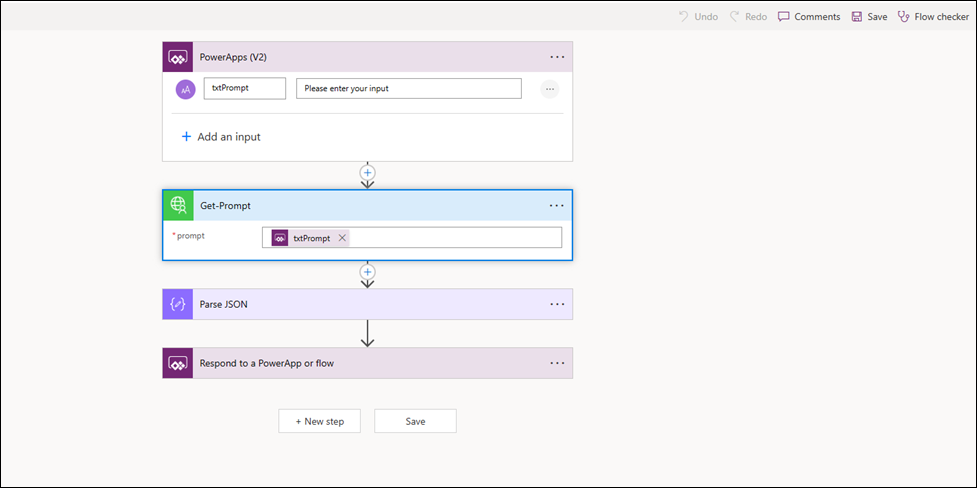 Undo Redo Comments Save Flow checker
PowerApps (V2) ...
AA txtPrompt Please enter your input ...
+ Add an input
Get-Prompt ...
* prompt txtPrompt ×
Parse JSON ...
Respond to a PowerApp or flow ...
+ New step Save